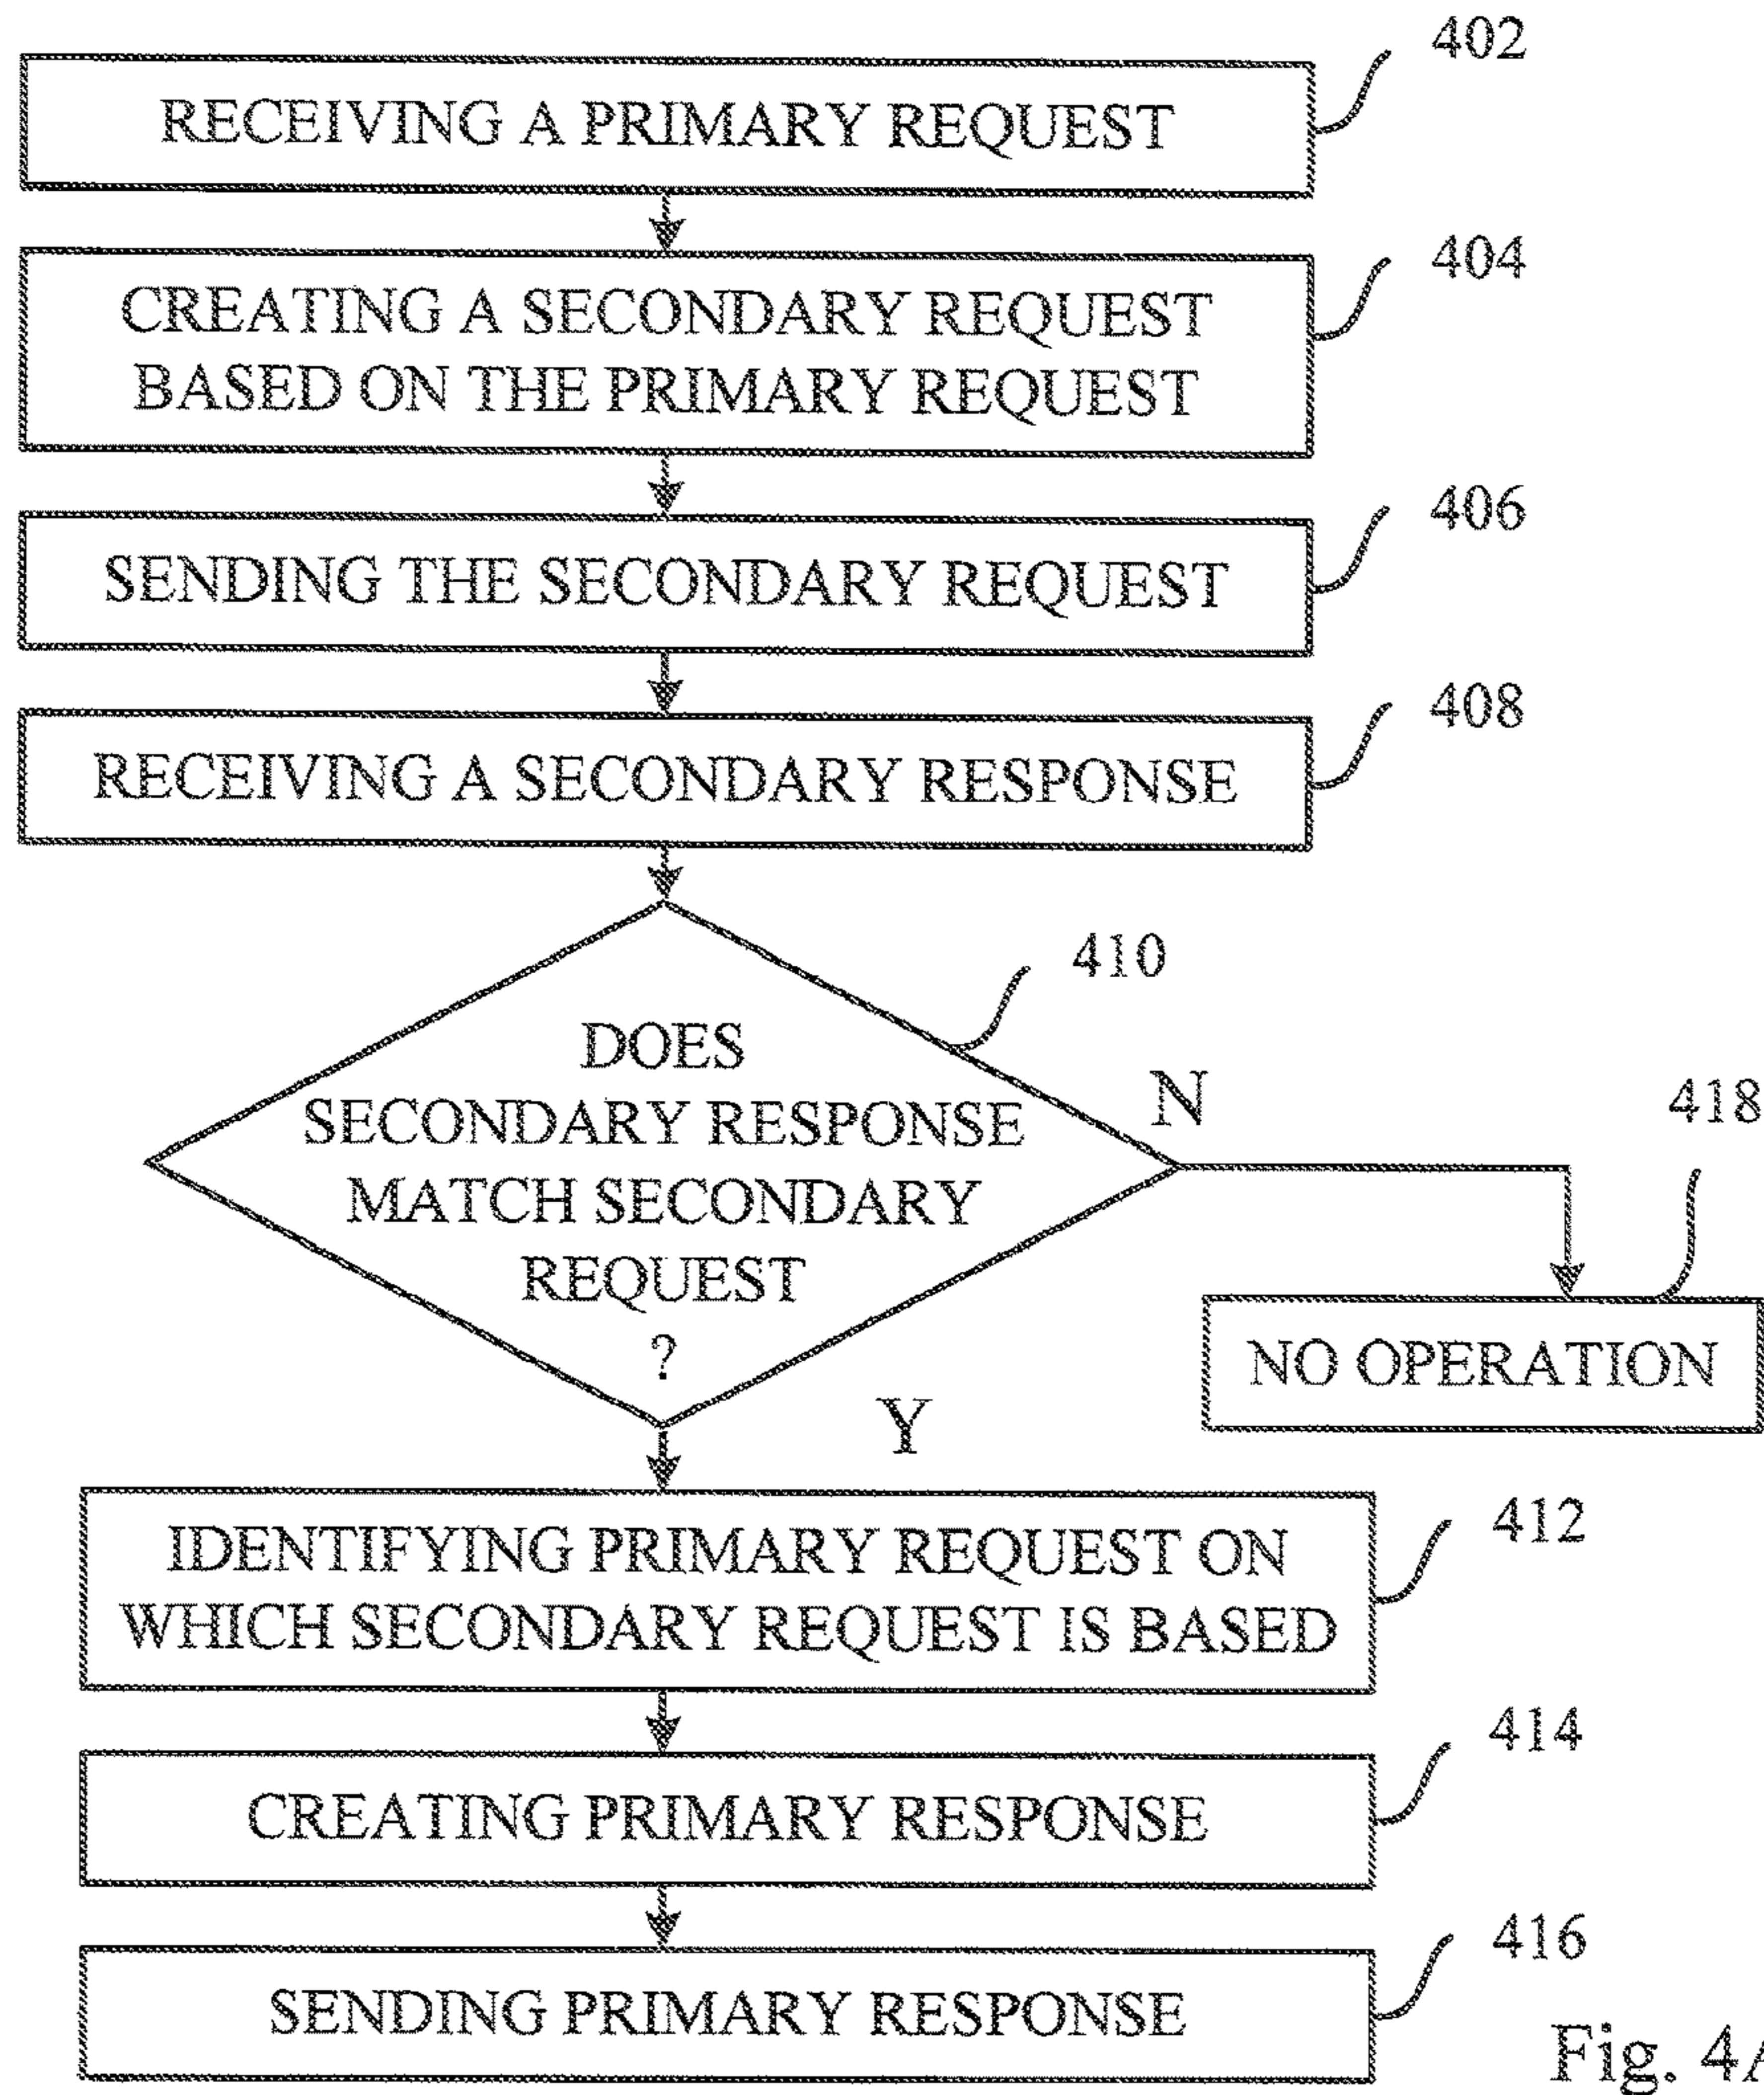 402
RECEIVING A PRIMARY REQUEST
404
CREATING A SECONDARY REQUEST
BASED ON THE PRIMARY REQUEST
406
SENDING THE SECONDARY REQUEST
408
RECEIVING A SECONDARY RESPONSE
410
DOES
SECONDARY RESPONSE
MATCH SECONDARY
REQUEST
?
N
418
NO OPERATION
Y
412
IDENTIFYING PRIMARY REQUEST ON
WHICH SECONDARY REQUEST IS BASED
414
CREATING PRIMARY RESPONSE
416
SENDING PRIMARY RESPONSE
Fig. 4A